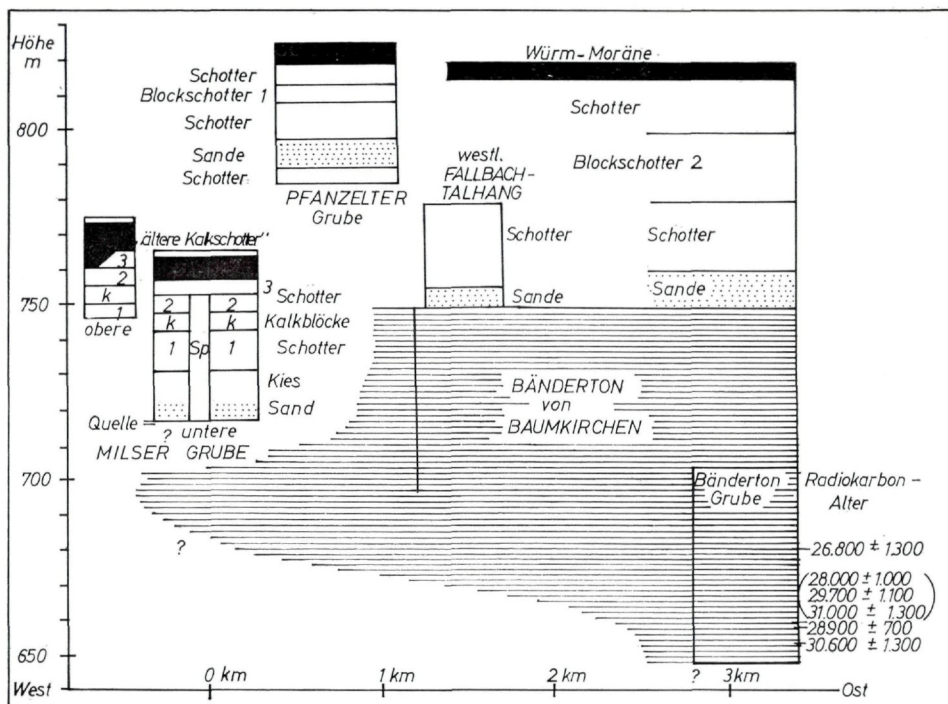 Höhe
m
800
750
700
650
West
0 km
1 km
2 km
? 3 km
Ost
Schotter
Blockschotter 1
Schotter
Sande
Schotter
PFANZELTER
Grube
Würm-Moräne
Schotter
Blockschotter 2
Schotter
Sande
westl.
FALLBACH-
TALHANG
Schotter
Sande
3
2
k
1
obere
„ältere Kalkschotter"
3 Schotter
2 2
k k Kalkblöcke
1 Sp 1 Schotter
Kies
Sand
Quelle
? untere
MILSER GRUBE
?
BÄNDERTON
von
BAUMKIRCHEN
Bänderton
Grube
Radiokarbon-
Alter
26.800 ± 1.300
(28.000 ± 1.000
29.700 ± 1.100
31.000 ± 1.300)
28.900 ± 700
30.600 ± 1.300